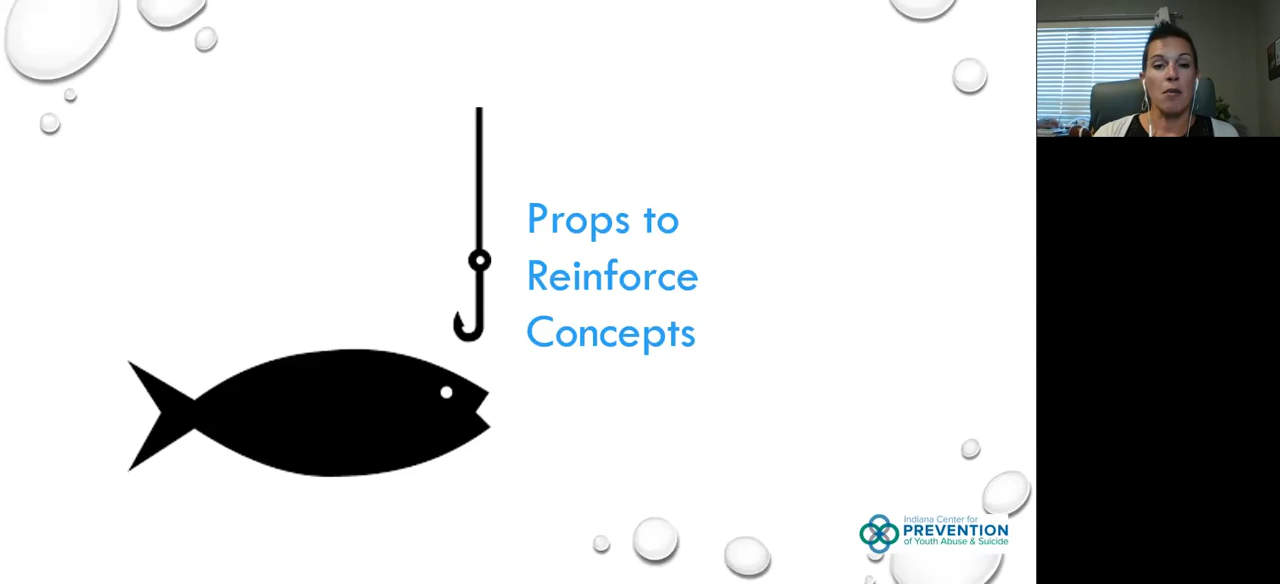 Props to
Reinforce
Concepts
Indiana Center for
PREVENTION
of Youth Abuse & Suicide